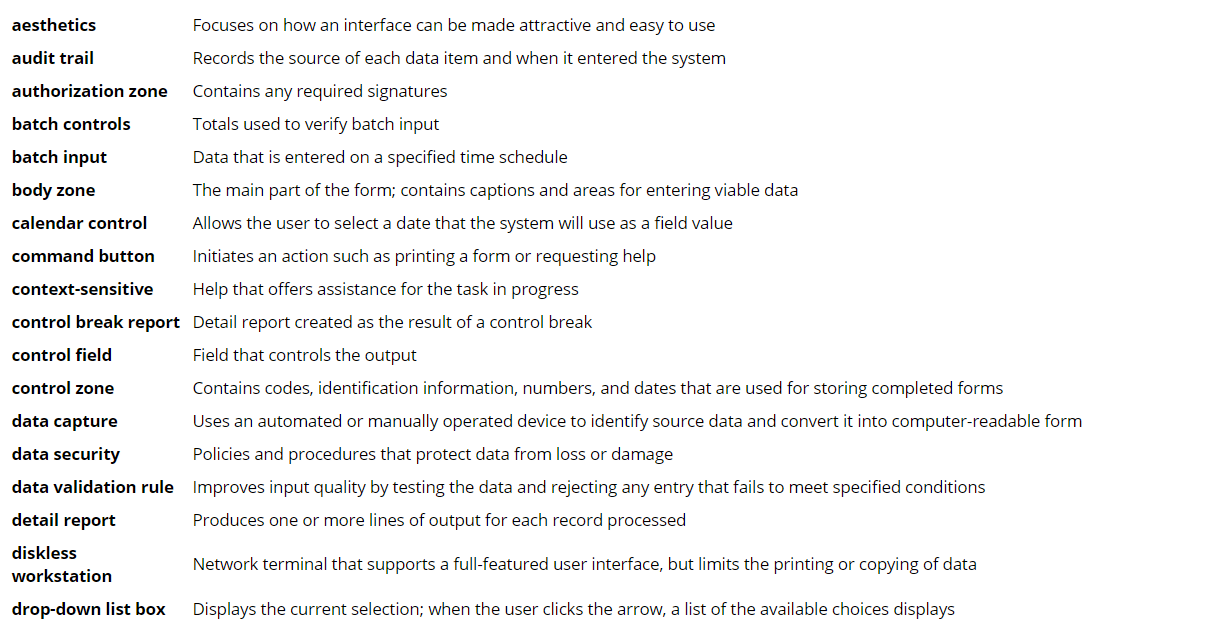 aesthetics Focuses on how an interface can be made attractive and easy to use
audit trail Records the source of each data item and when it entered the system
authorization zone Contains any required signatures
batch controls Totals used to verify batch input
batch input Data that is entered on a specified time schedule
body zone The main part of the form; contains captions and areas for entering viable data
calendar control Allows the user to select a date that the system will use as a field value
command button Initiates an action such as printing a form or requesting help
context-sensitive Help that offers assistance for the task in progress
control break report Detail report created as the result of a control break
control field Field that controls the output
control zone Contains codes, identification information, numbers, and dates that are used for storing completed forms
data capture Uses an automated or manually operated device to identify source data and convert it into computer-readable form
data security Policies and procedures that protect data from loss or damage
data validation rule Improves input quality by testing the data and rejecting any entry that fails to meet specified conditions
detail report Produces one or more lines of output for each record processed
diskless
workstation
Network terminal that supports a full-featured user interface, but limits the printing or copying of data
drop-down list box Displays the current selection; when the user clicks the arrow, a list of the available choices displays